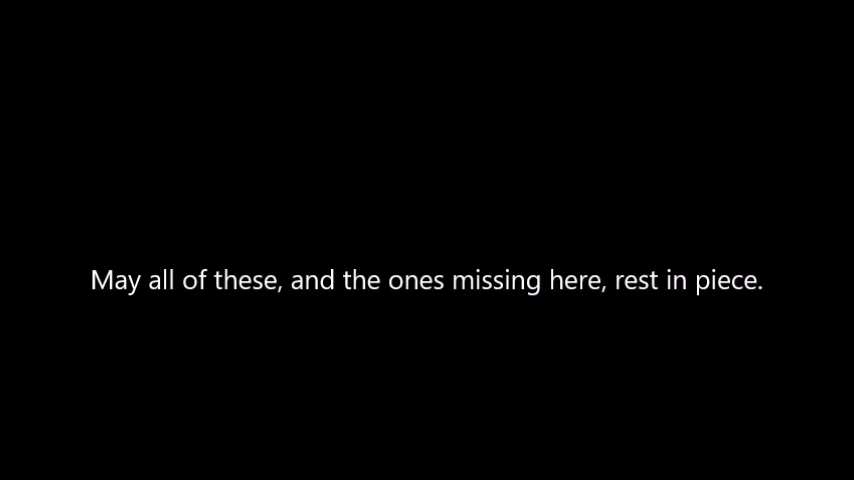 May all of these, and the ones missing here, rest in piece.